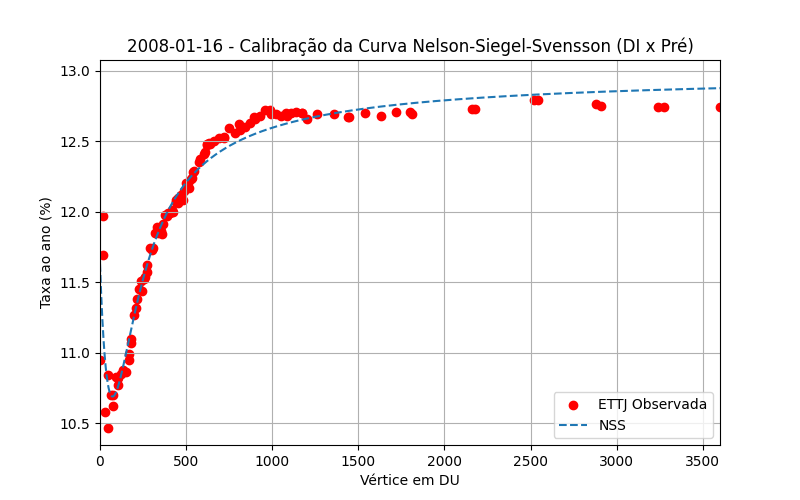 2008-01-16 - Calibração da Curva Nelson-Siegel-Svensson (DI x Pré)
Taxa ao ano (%)
13.0
12.5
12.0
11.5
11.0
10.5
0 500 1000 1500 2000 2500 3000 3500
Vértice em DU
ETTJ Observada
NSS